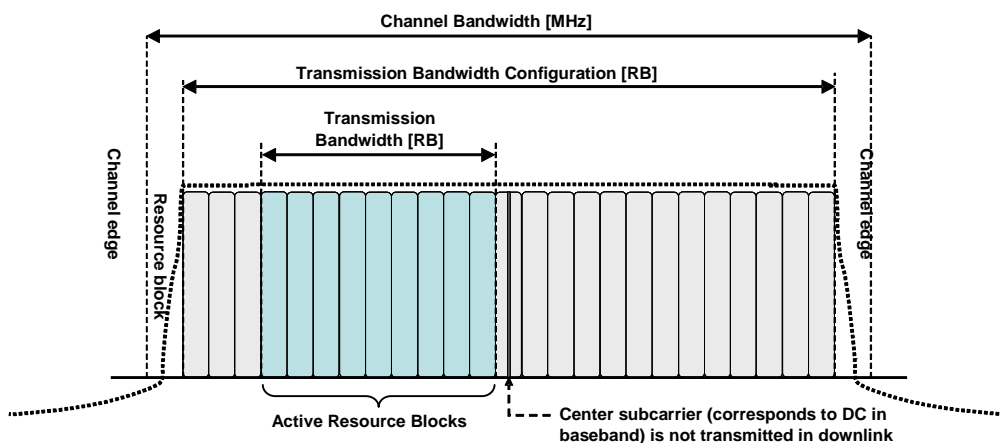 Channel Bandwidth [MHz]
Transmission Bandwidth Configuration [RB]
Transmission
Bandwidth [RB]
Channel edge
Resource block
Channel edge
Active Resource Blocks
Center subcarrier (corresponds to DC in
baseband) is not transmitted in downlink